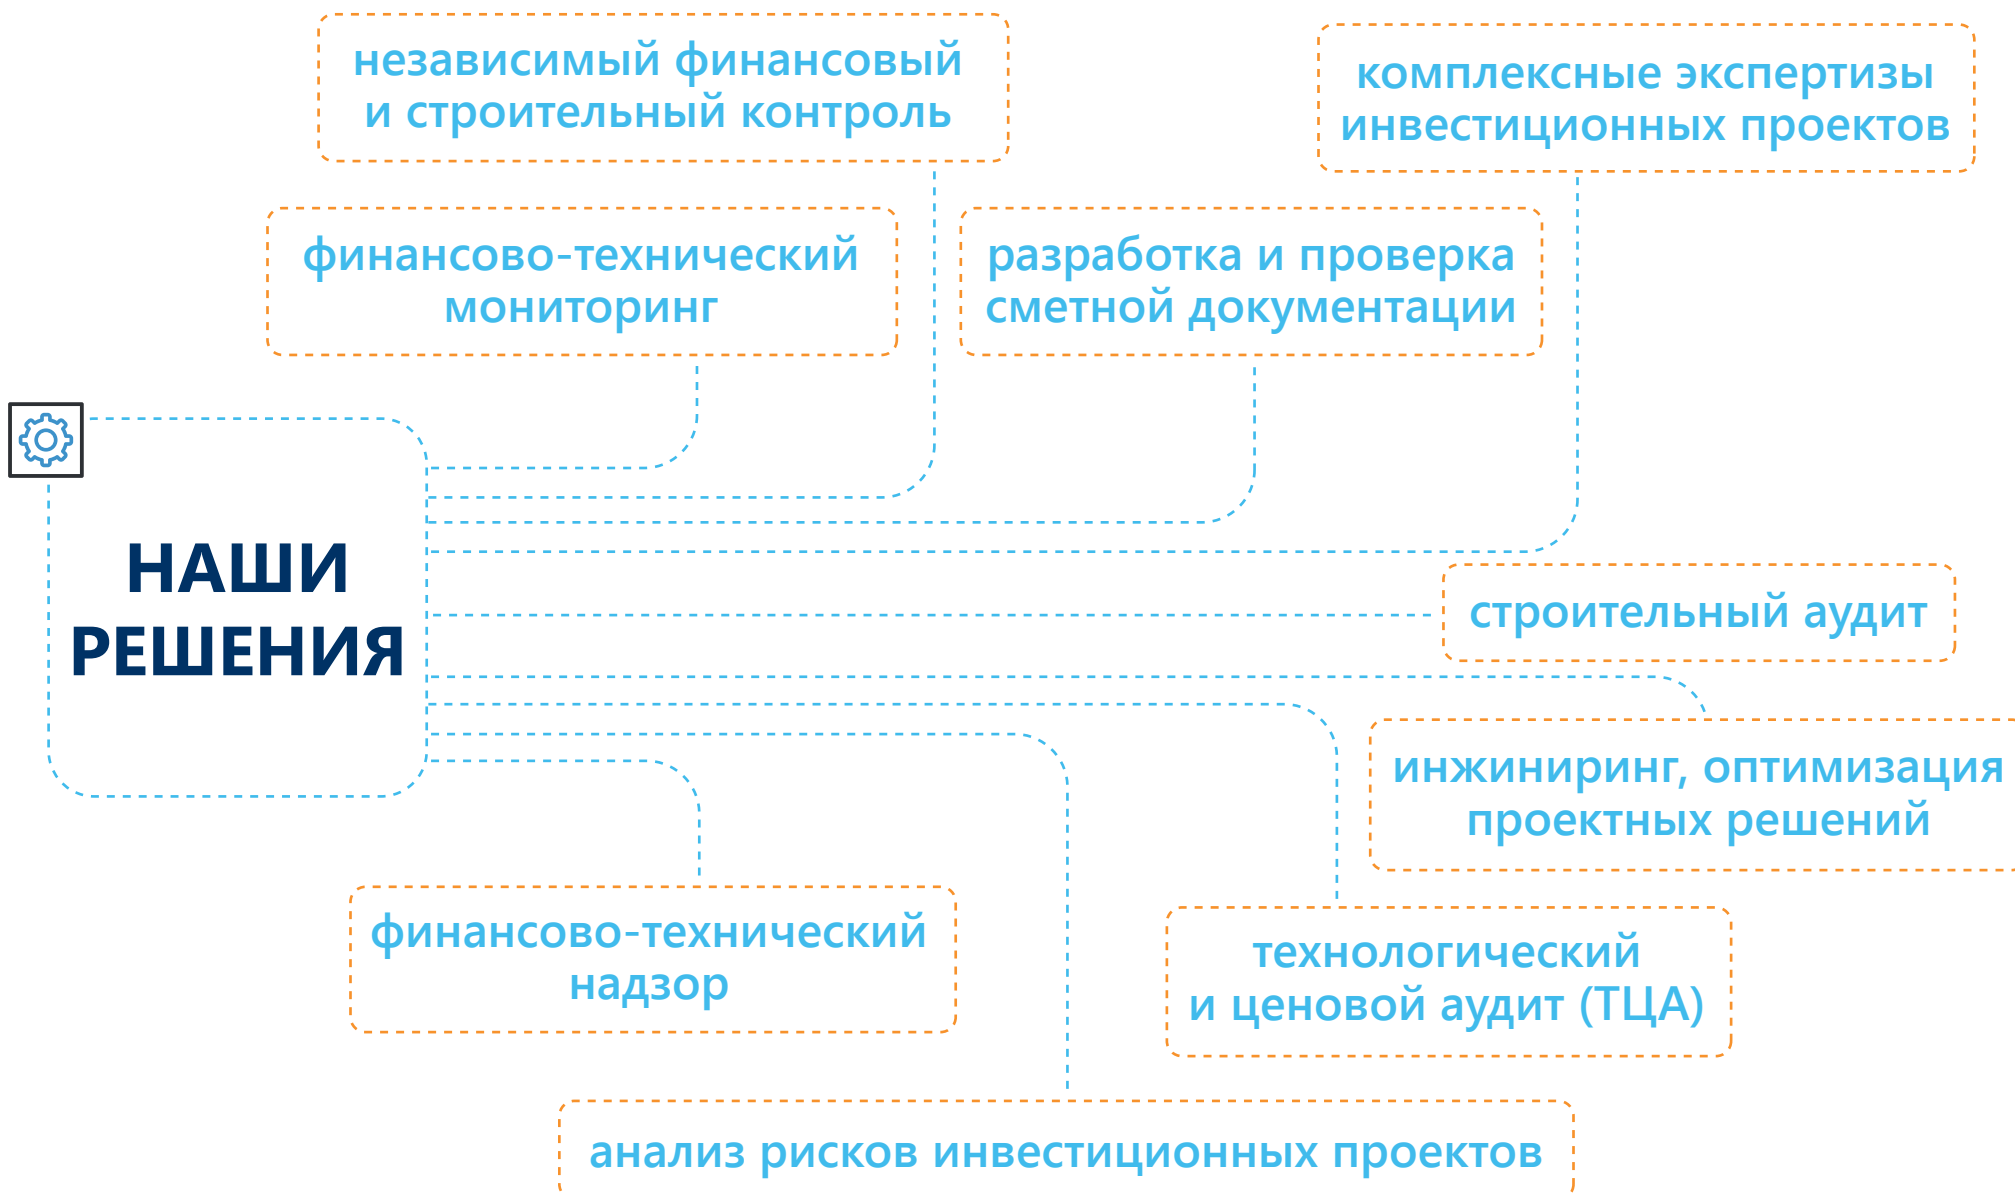 независимый финансовый
и строительный контроль
комплексные экспертизы
инвестиционных проектов
финансово-технический
мониторинг
разработка и проверка
сметной документации
НАШИ
РЕШЕНИЯ
строительный аудит
инжиниринг, оптимизация
проектных решений
финансово-технический
надзор
технологический
и ценовой аудит (ТЦА)
анализ рисков инвестиционных проектов